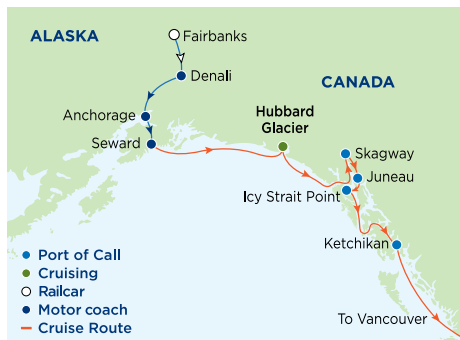 ALASKA
Fairbanks
Denali
CANADA
Anchorage
Hubbard
Glacier
Seward
Skagway
Juneau
Icy Strait Point
Ketchikan
Port of Call
Cruising
Railcar
Motor coach
Cruise Route
To Vancouver